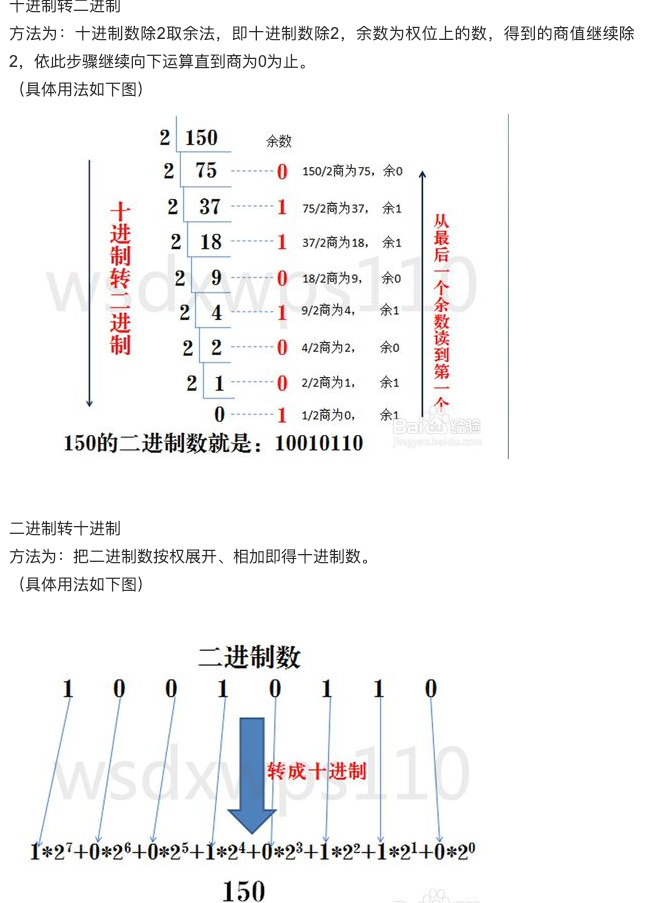 十进制转二进制
方法为：十进制数除2取余法，即十进制数除2，余数为权位上的数，得到的商值继续除
2，依此步骤继续向下运算直到商为0为止。
（具体用法如下图）
2 150 余数
2 75 0 150/2商为75，余0
2 37 1 75/2商为37， 余1
2 18 1 37/2商为18， 余1
2 9 0 18/2商为9， 余0
2 4 1 9/2商为4， 余1
2 2 0 4/2商为2， 余0
2 1 0 2/2商为1， 余1
0 1 1/2商为0， 余1
十进制转二进制
从最后一个余数读到第一个
wsdxwps110
Bai 经验
jingyan.baidu.com
150的二进制数就是：10010110
二进制转十进制
方法为：把二进制数按权展开、相加即得十进制数。
（具体用法如下图）
二进制数
1 0 0 1 0 1 1 0
转成十进制
wsdxwps110
1*2⁷+0*2⁶+0*2⁵+1*2⁴+0*2³+1*2²+1*2¹+0*2⁰
150